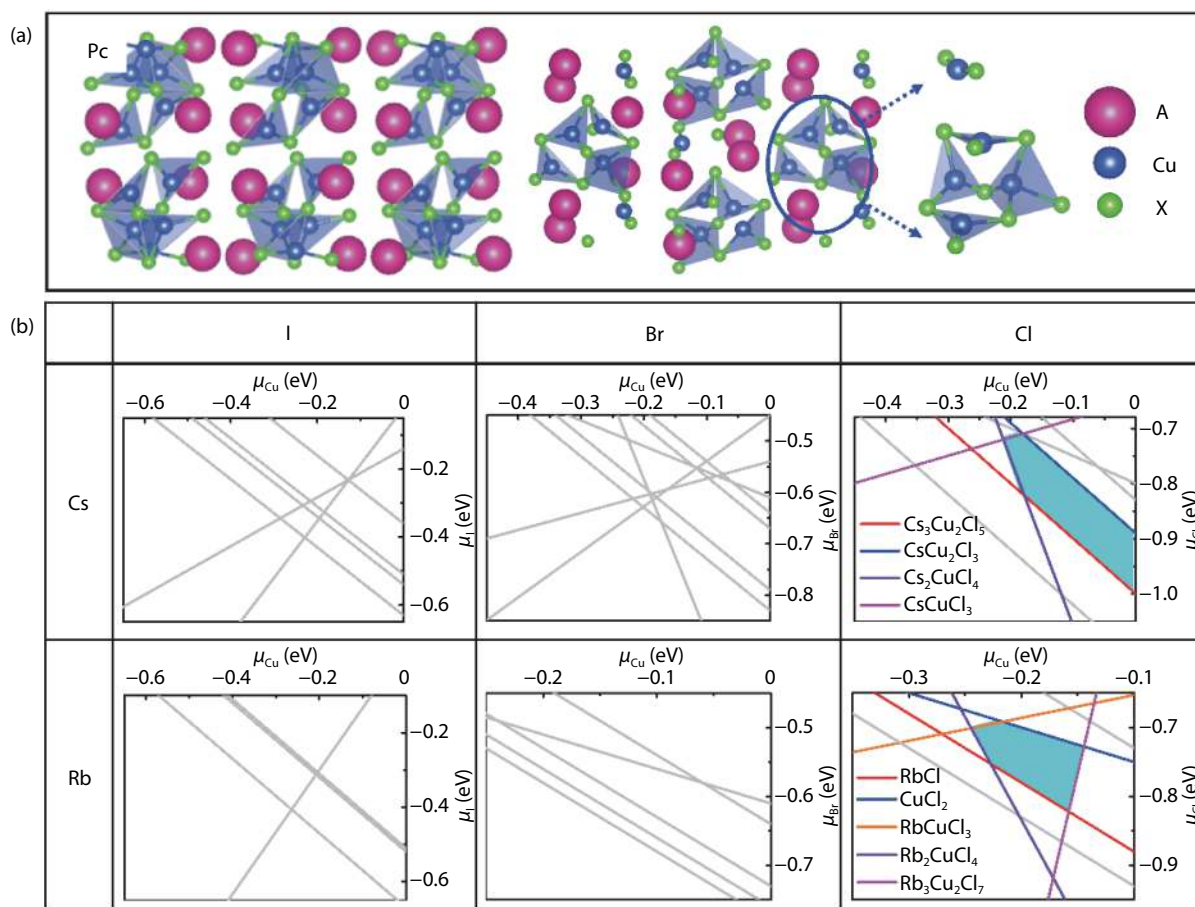 (a)
Pc
A
Cu
X
(b)
I
Br
Cl
Cs
μCu (eV)
−0.6 −0.4 −0.2 0
−0.2
−0.4
−0.6
μI (eV)
μCu (eV)
−0.4 −0.3 −0.2 −0.1 0
−0.5
−0.6
−0.7
−0.8
μBr (eV)
μCu (eV)
−0.4 −0.3 −0.2 −0.1 0
−0.7
−0.8
−0.9
−1.0
μCl (eV)
Cs3Cu2Cl5
CsCu2Cl3
Cs2CuCl4
CsCuCl3
Rb
μCu (eV)
−0.6 −0.4 −0.2 0
−0.2
−0.4
−0.6
μI (eV)
μCu (eV)
−0.2 −0.1 0
−0.5
−0.6
−0.7
μBr (eV)
μCu (eV)
−0.3 −0.2 −0.1
−0.7
−0.8
−0.9
μCl (eV)
RbCl
CuCl2
RbCuCl3
Rb2CuCl4
Rb3Cu2Cl7